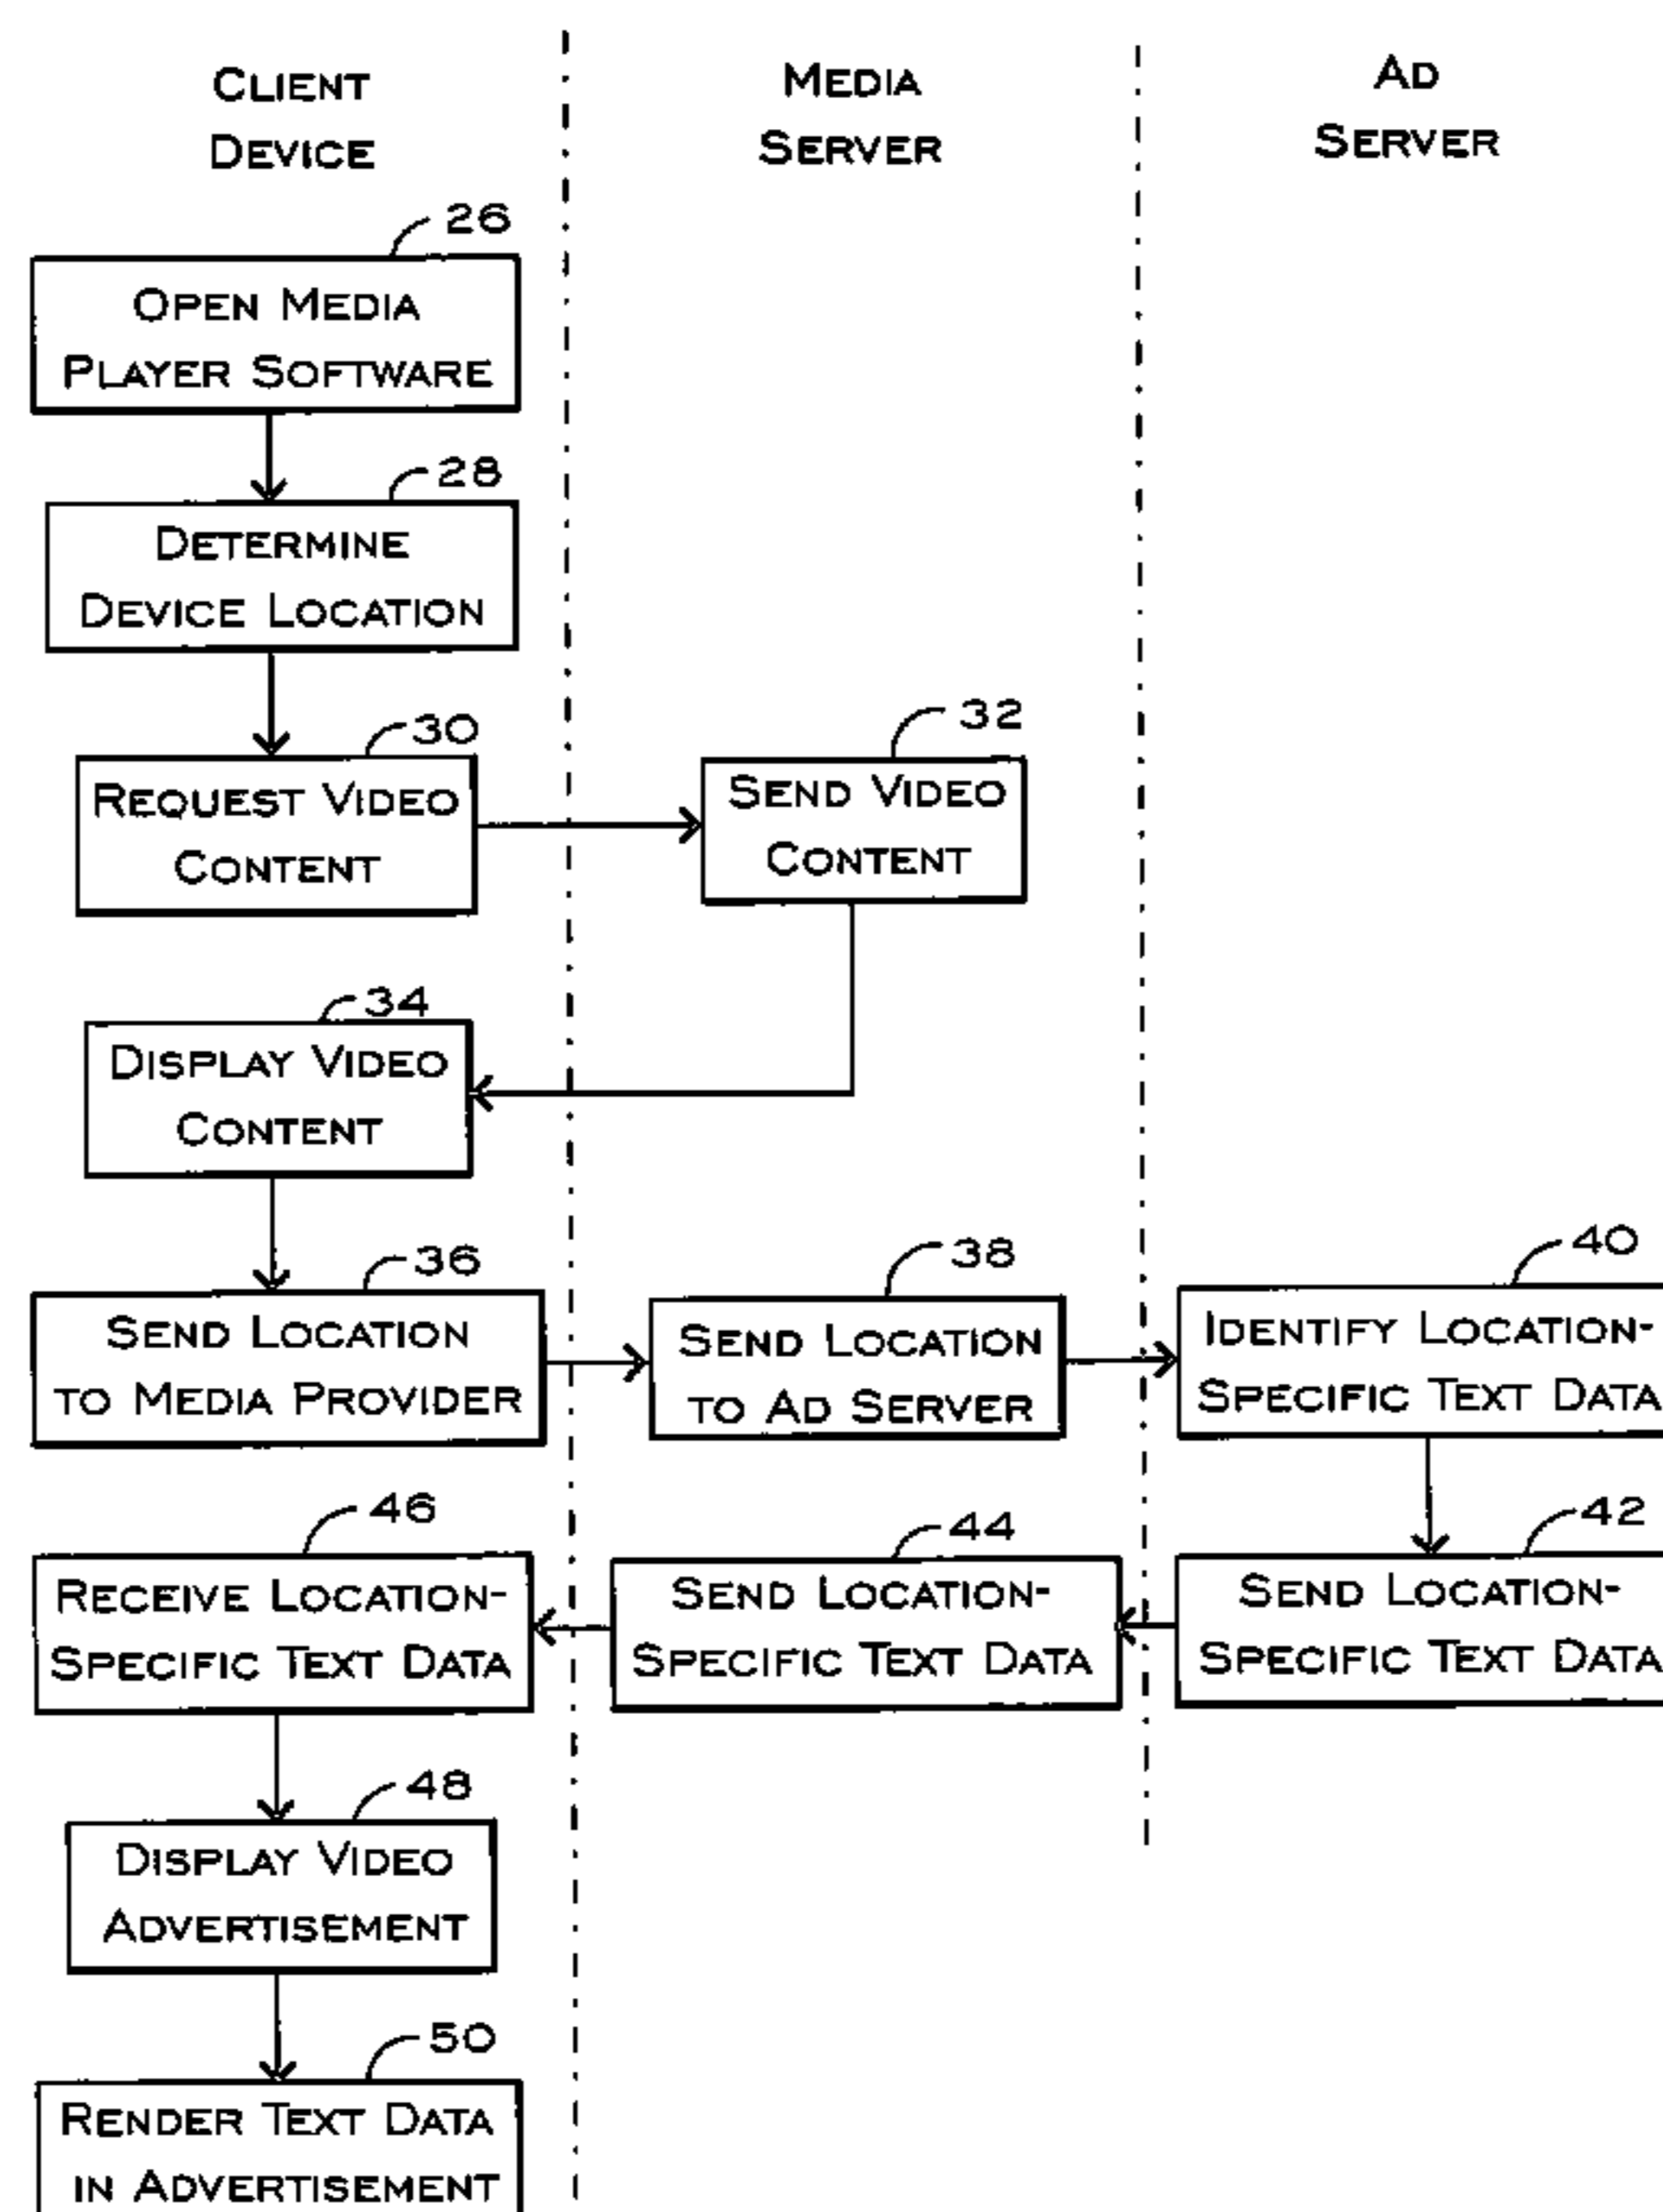 CLIENT
DEVICE
MEDIA
SERVER
AD
SERVER
26
OPEN MEDIA
PLAYER SOFTWARE
28
DETERMINE
DEVICE LOCATION
30
REQUEST VIDEO
CONTENT
32
SEND VIDEO
CONTENT
34
DISPLAY VIDEO
CONTENT
36
SEND LOCATION
TO MEDIA PROVIDER
38
SEND LOCATION
TO AD SERVER
40
IDENTIFY LOCATION-
SPECIFIC TEXT DATA
42
SEND LOCATION-
SPECIFIC TEXT DATA
44
SEND LOCATION-
SPECIFIC TEXT DATA
46
RECEIVE LOCATION-
SPECIFIC TEXT DATA
48
DISPLAY VIDEO
ADVERTISEMENT
50
RENDER TEXT DATA
IN ADVERTISEMENT